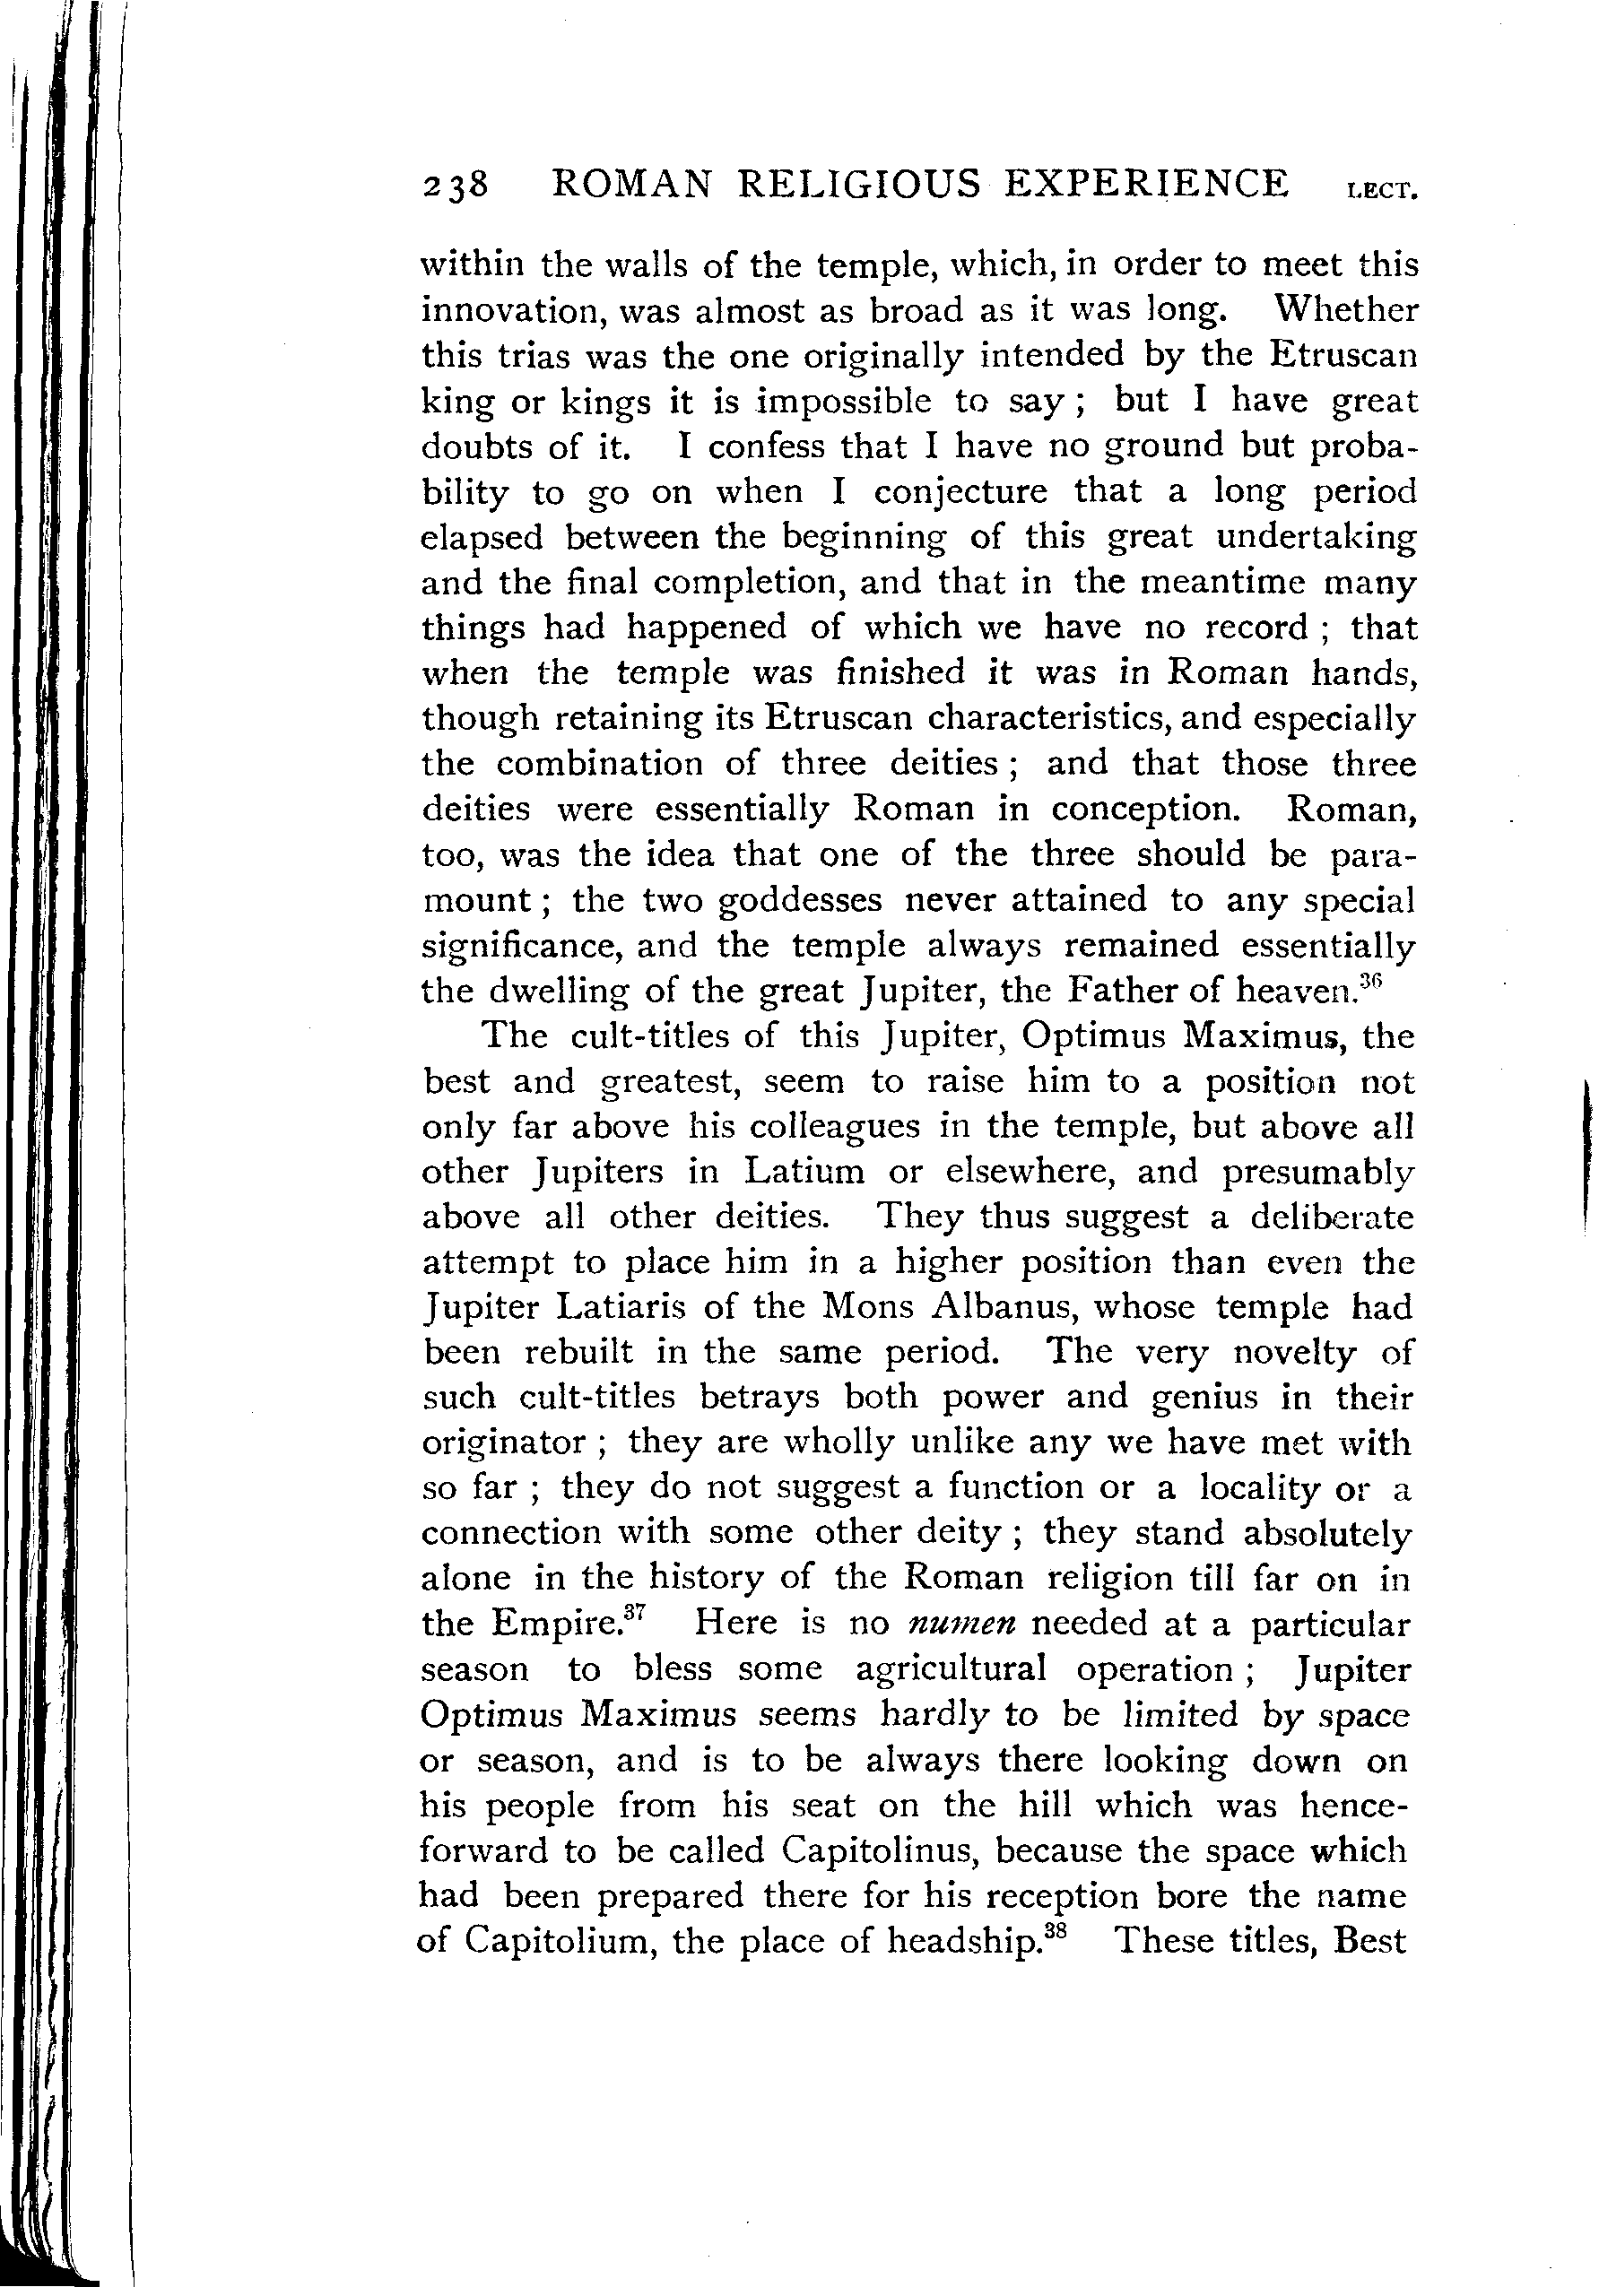 238 ROMAN RELIGIOUS EXPERIENCE LECT.
within the walls of the temple, which, in order to meet this
innovation, was almost as broad as it was long. Whether
this trias was the one originally intended by the Etruscan
king or kings it is impossible to say ; but I have great
doubts of it. I confess that I have no ground but proba-
bility to go on when I conjecture that a long period
elapsed between the beginning of this great undertaking
and the final completion, and that in the meantime many
things had happened of which we have no record ; that
when the temple was finished it was in Roman hands,
though retaining its Etruscan characteristics, and especially
the combination of three deities ; and that those three
deities were essentially Roman in conception. Roman,
too, was the idea that one of the three should be para-
mount ; the two goddesses never attained to any special
significance, and the temple always remained essentially
the dwelling of the great Jupiter, the Father of heaven.³⁶
The cult-titles of this Jupiter, Optimus Maximus, the
best and greatest, seem to raise him to a position not
only far above his colleagues in the temple, but above all
other Jupiters in Latium or elsewhere, and presumably
above all other deities. They thus suggest a deliberate
attempt to place him in a higher position than even the
Jupiter Latiaris of the Mons Albanus, whose temple had
been rebuilt in the same period. The very novelty of
such cult-titles betrays both power and genius in their
originator ; they are wholly unlike any we have met with
so far ; they do not suggest a function or a locality or a
connection with some other deity ; they stand absolutely
alone in the history of the Roman religion till far on in
the Empire.³⁷ Here is no numen needed at a particular
season to bless some agricultural operation ; Jupiter
Optimus Maximus seems hardly to be limited by space
or season, and is to be always there looking down on
his people from his seat on the hill which was hence-
forward to be called Capitolinus, because the space which
had been prepared there for his reception bore the name
of Capitolium, the place of headship.³⁸ These titles, Best